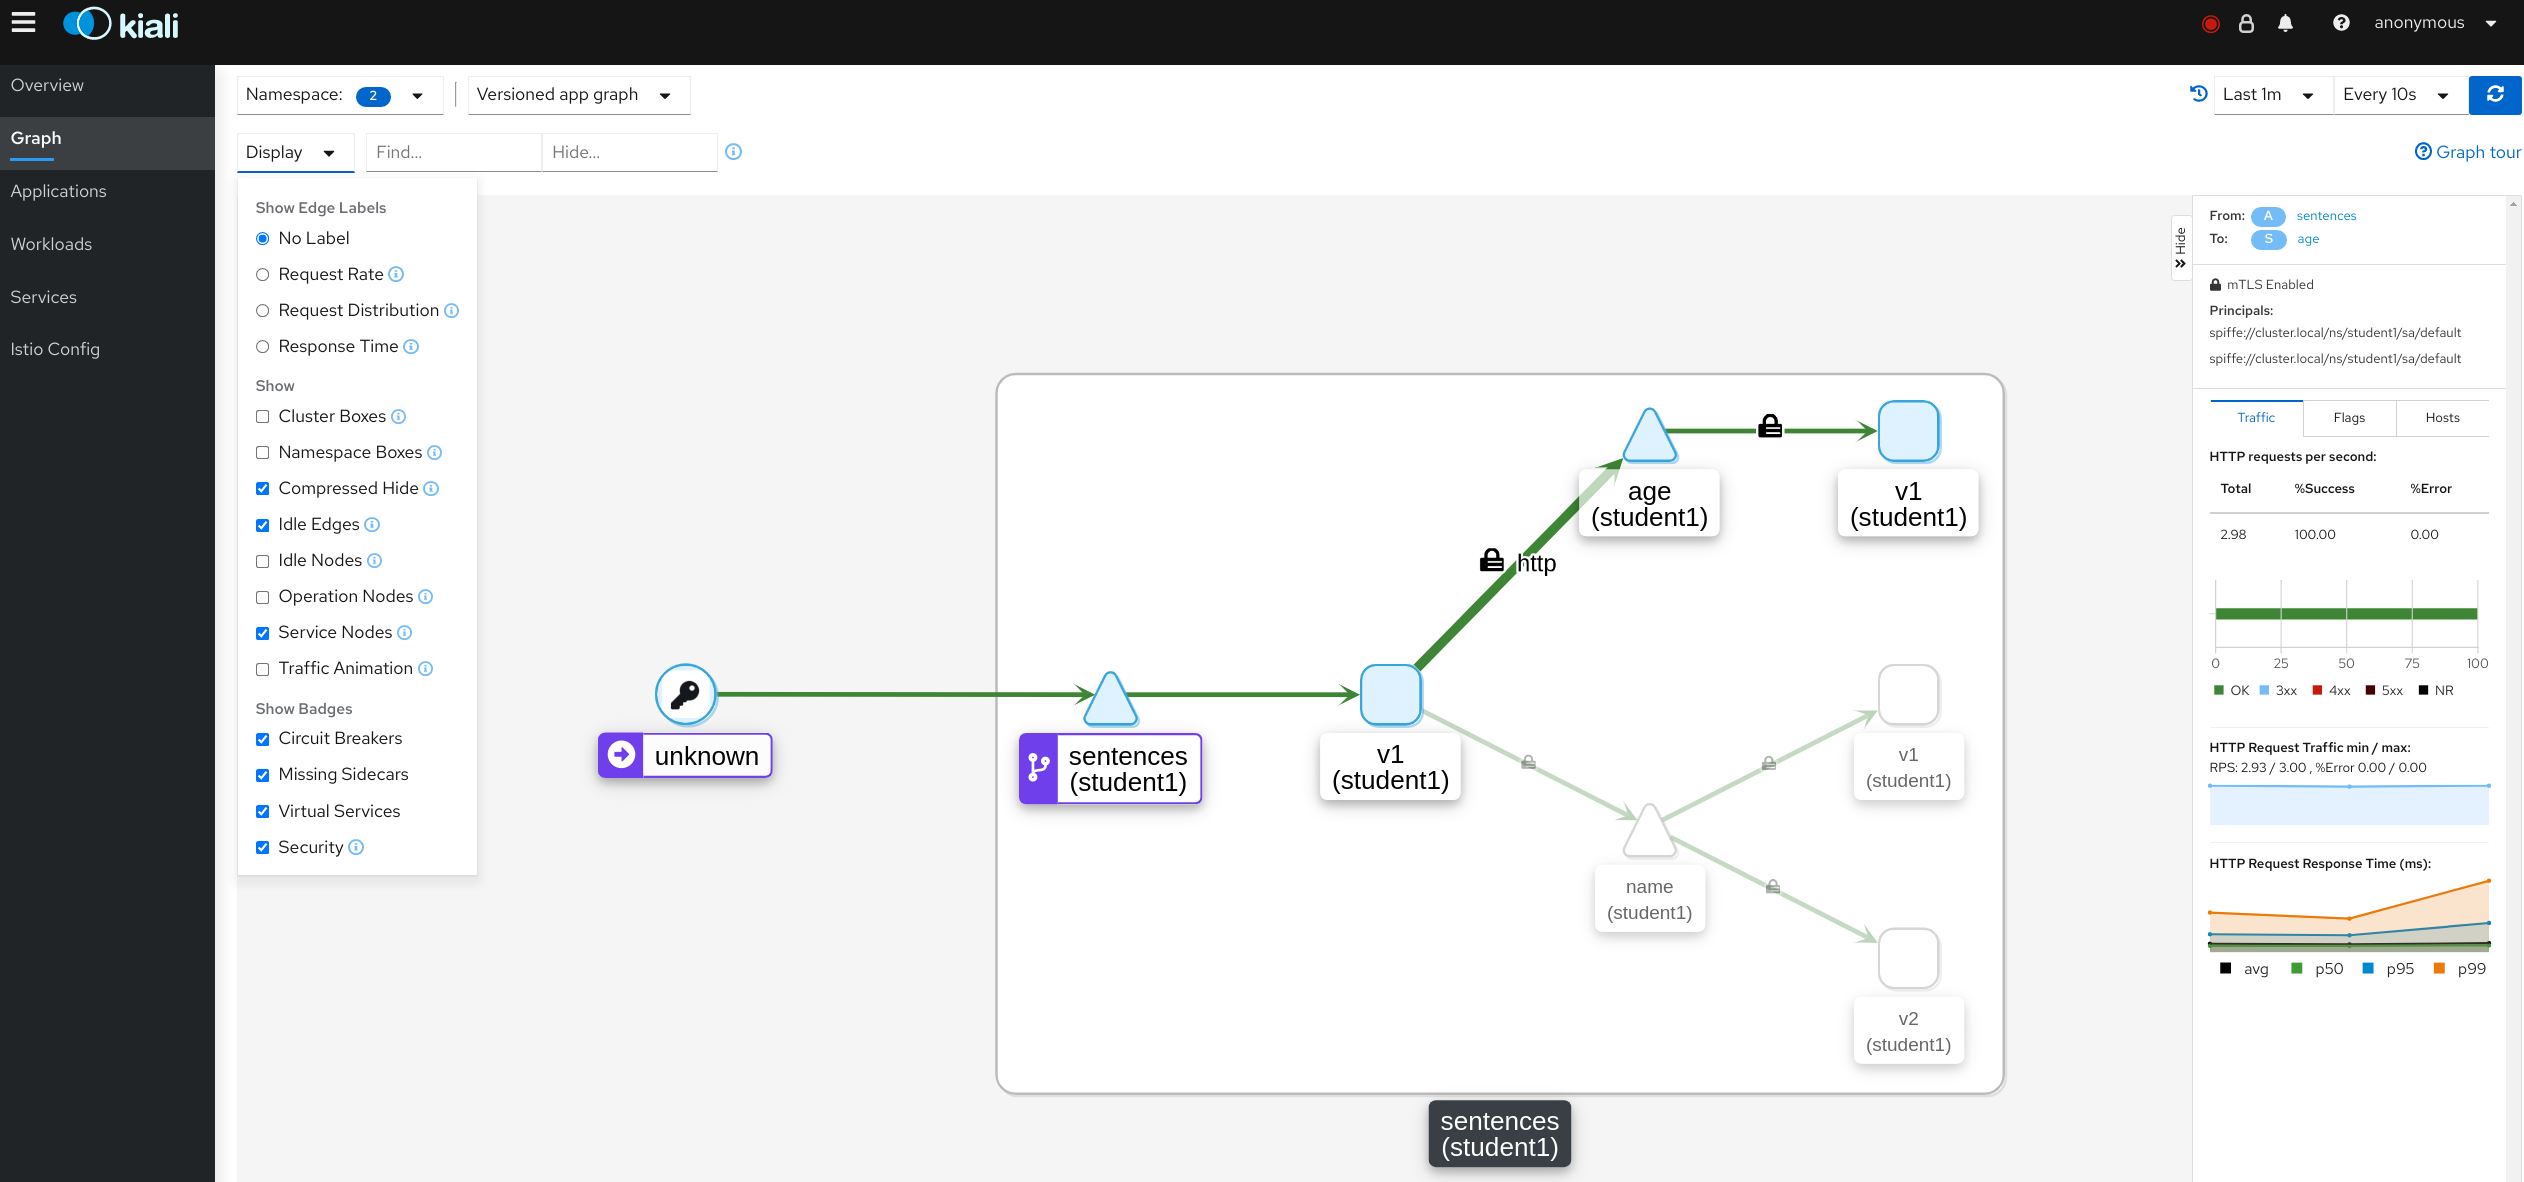 kiali
anonymous
Overview
Graph
Applications
Workloads
Services
Istio Config
Namespace: 2
Versioned app graph
Last 1m
Every 10s
Display
Find...
Hide...
Graph tour
Show Edge Labels
No Label
Request Rate
Request Distribution
Response Time
Show
Cluster Boxes
Namespace Boxes
Compressed Hide
Idle Edges
Idle Nodes
Operation Nodes
Service Nodes
Traffic Animation
Show Badges
Circuit Breakers
Missing Sidecars
Virtual Services
Security
unknown
sentences
(student1)
v1
(student1)
http
age
(student1)
v1
(student1)
v1
(student1)
name
(student1)
v2
(student1)
sentences
(student1)
Hide
From: A sentences
To: S age
mTLS Enabled
Principals:
spiffe://cluster.local/ns/student1/sa/default
spiffe://cluster.local/ns/student1/sa/default
Traffic Flags Hosts
HTTP requests per second:
Total %Success %Error
2.98 100.00 0.00
0 25 50 75 100
OK 3xx 4xx 5xx NR
HTTP Request Traffic min / max:
RPS: 2.93 / 3.00 , %Error 0.00 / 0.00
HTTP Request Response Time (ms):
avg p50 p95 p99